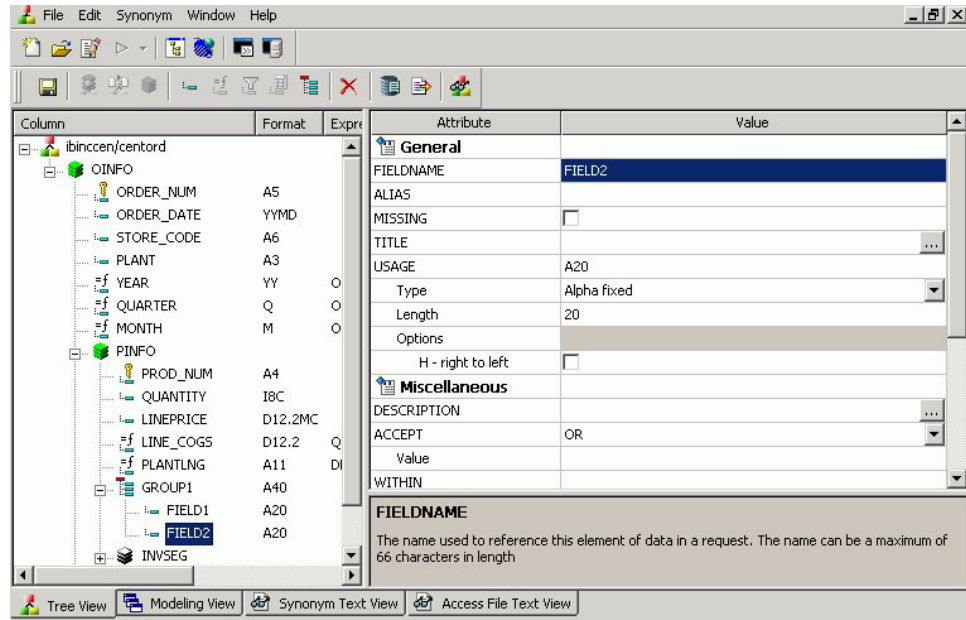 File Edit Synonym Window Help
Column Format Expre
ibinccen/centord
OINFO
ORDER_NUM A5
ORDER_DATE YYMD
STORE_CODE A6
PLANT A3
YEAR YY O
QUARTER Q O
MONTH M O
PINFO
PROD_NUM A4
QUANTITY I8C
LINEPRICE D12.2MC
LINE_COGS D12.2 Q
PLANTLNG A11 DI
GROUP1 A40
FIELD1 A20
FIELD2 A20
INVSEG
Attribute Value
General
FIELDNAME FIELD2
ALIAS
MISSING
TITLE ...
USAGE A20
Type Alpha fixed
Length 20
Options
H - right to left
Miscellaneous
DESCRIPTION ...
ACCEPT OR
Value
WITHIN
FIELDNAME
The name used to reference this element of data in a request. The name can be a maximum of
66 characters in length
Tree View Modeling View Synonym Text View Access File Text View